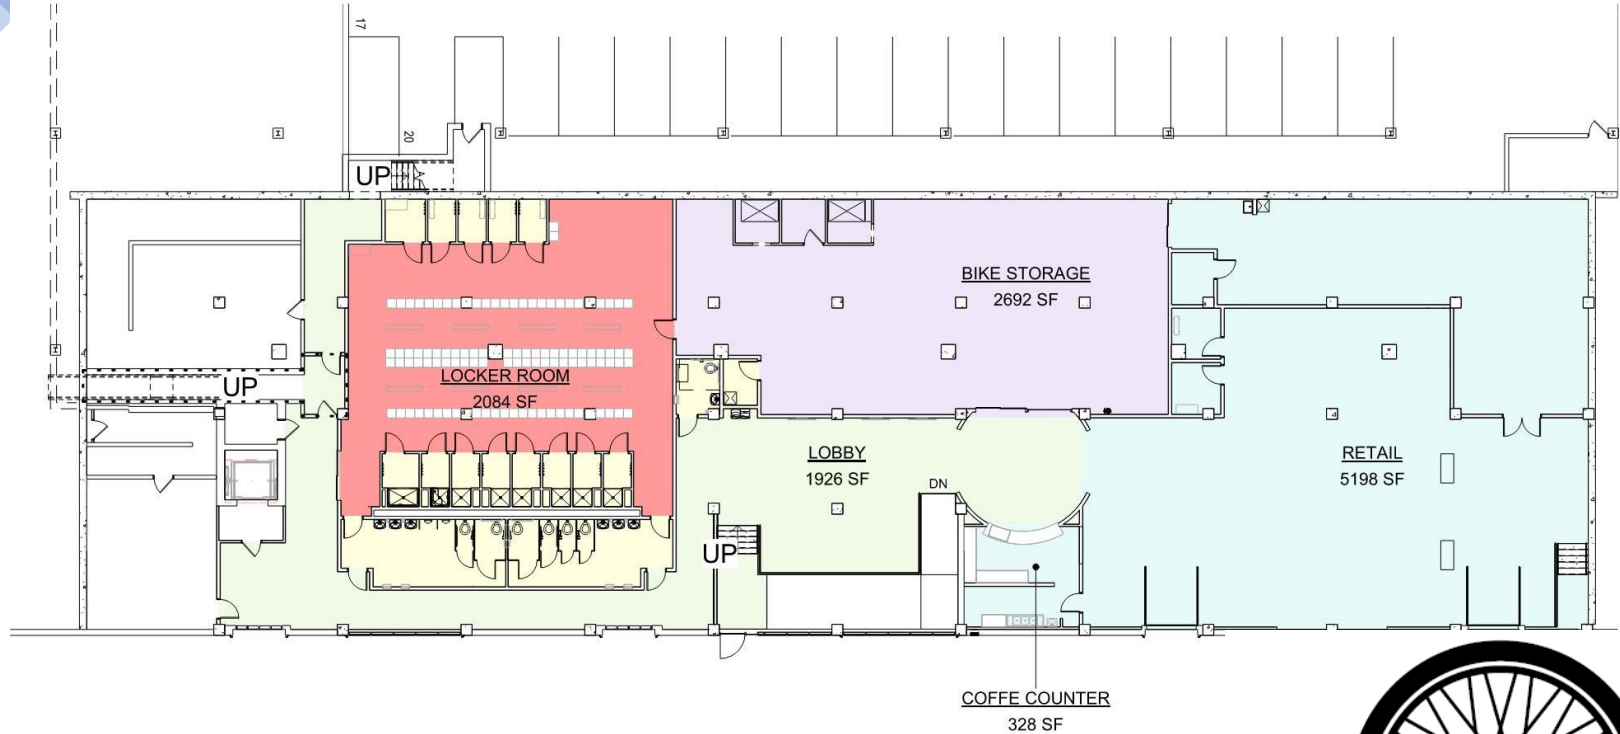 17
20
UP
BIKE STORAGE
2692 SF
UP
LOCKER ROOM
2084 SF
LOBBY
1926 SF
RETAIL
5198 SF
DN
UP
COFFE COUNTER
328 SF